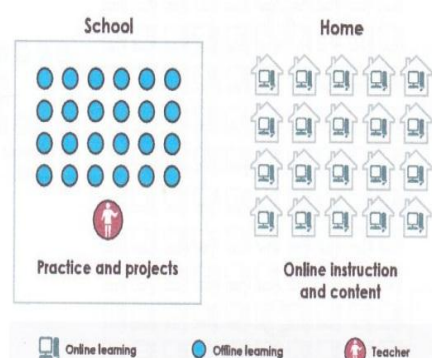 School
Home
Practice and projects
Online instruction
and content
Online learning
Offline learning
Teacher